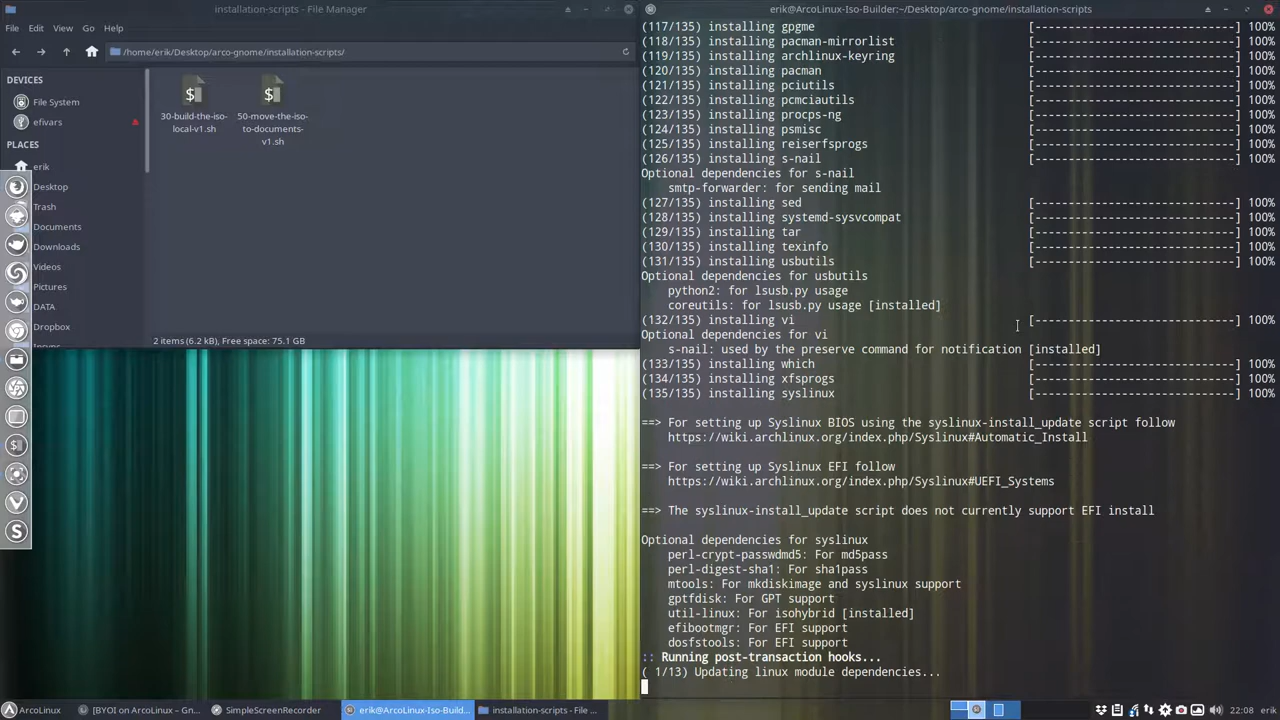 installation-scripts - File Manager
File Edit View Go Help
/home/erik/Desktop/arco-gnome/installation-scripts/
DEVICES
File System
efivars
PLACES
erik
Desktop
Trash
Documents
Downloads
Videos
Pictures
DATA
Dropbox
Insync
30-build-the-iso-
local-v1.sh
50-move-the-iso-
to-documents-
v1.sh
2 items (6.2 kB), Free space: 75.1 GB
erik@ArcoLinux-Iso-Builder:~/Desktop/arco-gnome/installation-scripts
(117/135) installing gpgme [----------------------------] 100%
(118/135) installing pacman-mirrorlist [----------------------------] 100%
(119/135) installing archlinux-keyring [----------------------------] 100%
(120/135) installing pacman [----------------------------] 100%
(121/135) installing pciutils [----------------------------] 100%
(122/135) installing pcmciautils [----------------------------] 100%
(123/135) installing procps-ng [----------------------------] 100%
(124/135) installing psmisc [----------------------------] 100%
(125/135) installing reiserfsprogs [----------------------------] 100%
(126/135) installing s-nail [----------------------------] 100%
Optional dependencies for s-nail
smtp-forwarder: for sending mail
(127/135) installing sed [----------------------------] 100%
(128/135) installing systemd-sysvcompat [----------------------------] 100%
(129/135) installing tar [----------------------------] 100%
(130/135) installing texinfo [----------------------------] 100%
(131/135) installing usbutils [----------------------------] 100%
Optional dependencies for usbutils
python2: for lsusb.py usage
coreutils: for lsusb.py usage [installed]
(132/135) installing vi [----------------------------] 100%
Optional dependencies for vi
s-nail: used by the preserve command for notification [installed]
(133/135) installing which [----------------------------] 100%
(134/135) installing xfsprogs [----------------------------] 100%
(135/135) installing syslinux [----------------------------] 100%
==> For setting up Syslinux BIOS using the syslinux-install_update script follow
https://wiki.archlinux.org/index.php/Syslinux#Automatic_Install
==> For setting up Syslinux EFI follow
https://wiki.archlinux.org/index.php/Syslinux#UEFI_Systems
==> The syslinux-install_update script does not currently support EFI install
Optional dependencies for syslinux
perl-crypt-passwdmd5: For md5pass
perl-digest-sha1: For sha1pass
mtools: For mkdiskimage and syslinux support
gptfdisk: For GPT support
util-linux: For isohybrid [installed]
efibootmgr: For EFI support
dosfstools: For EFI support
:: Running post-transaction hooks...
( 1/13) Updating linux module dependencies...
ArcoLinux [BYOI on ArcoLinux – Gn... SimpleScreenRecorder erik@ArcoLinux-Iso-Build... installation-scripts - File ... 22:08 erik